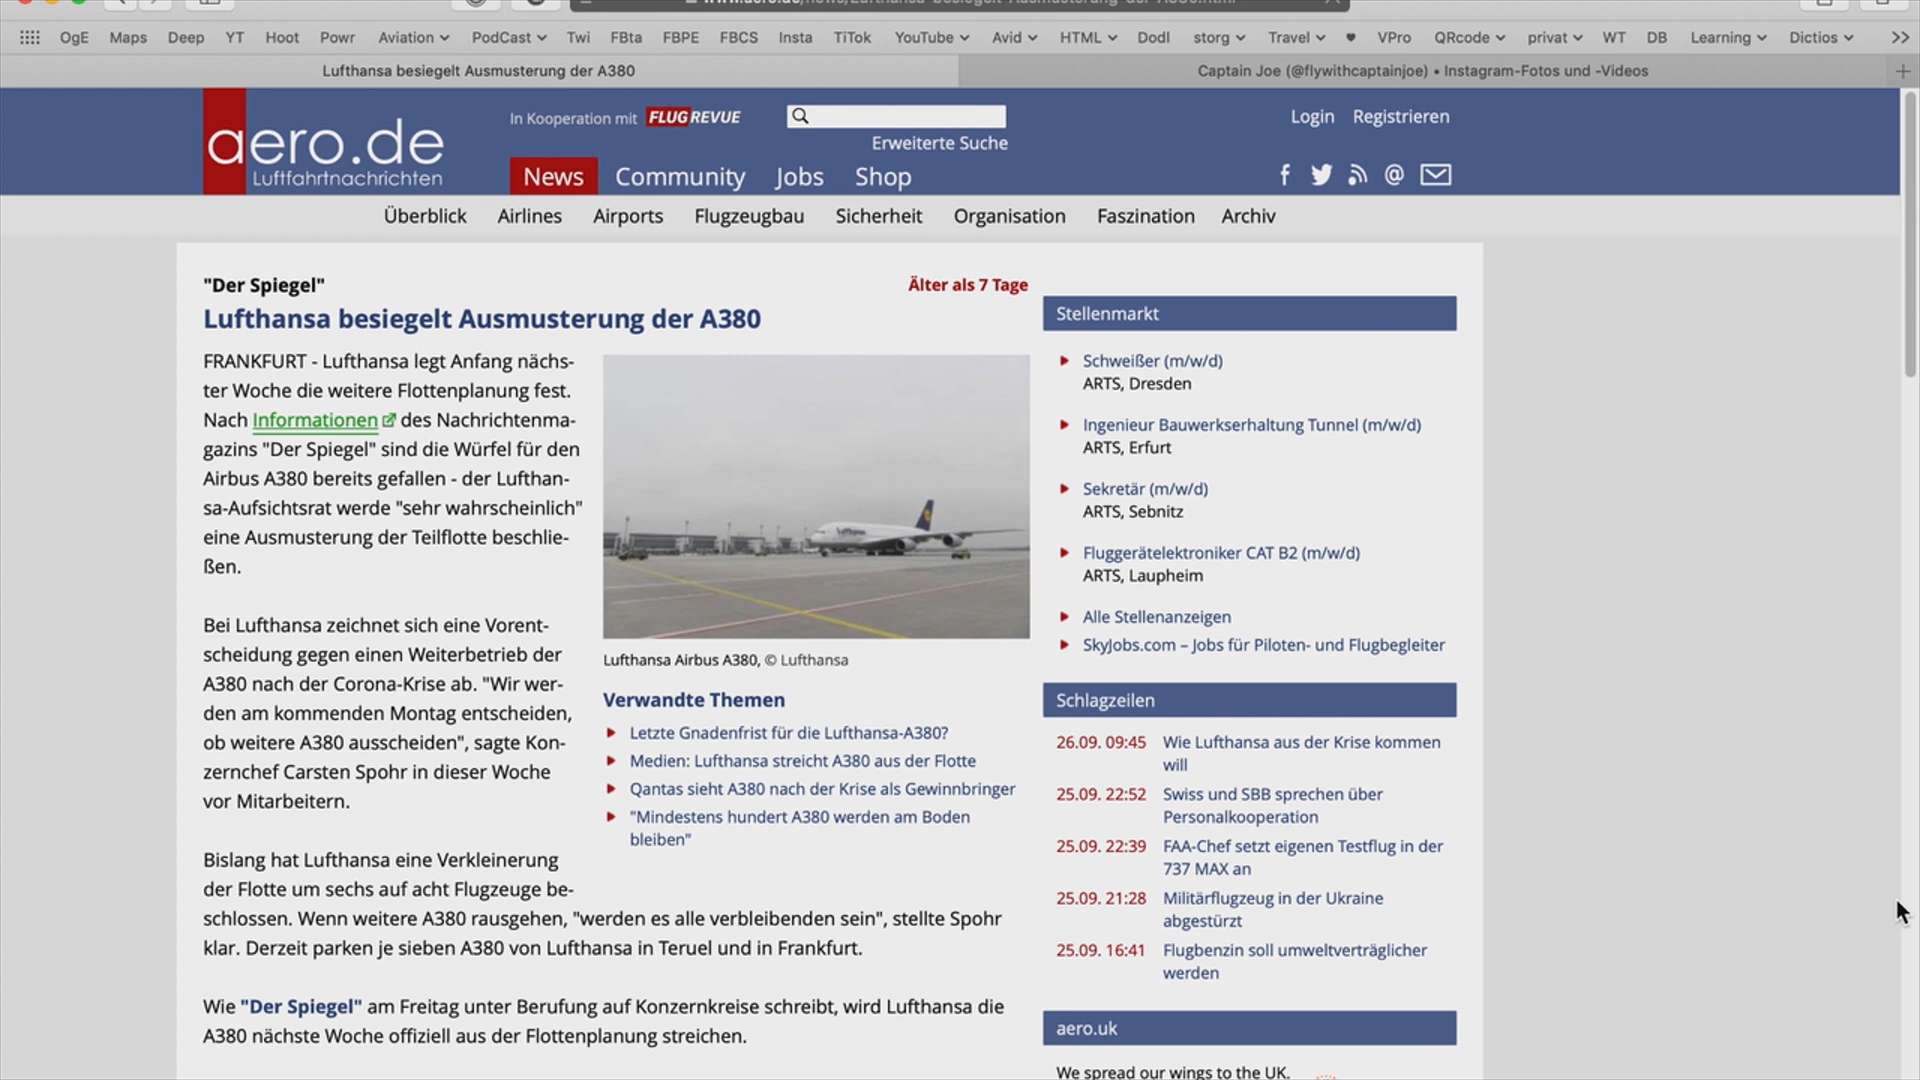 OgE Maps Deep YT Hoot Powr Aviation PodCast Twi FBta FBPE FBCS Insta TiTok YouTube Avid HTML Dodl storg Travel VPro QRcode privat WT DB Learning Dictios
Lufthansa besiegelt Ausmusterung der A380
Captain Joe (@flywithcaptainjoe) • Instagram-Fotos und -Videos
aero.de
Luftfahrtnachrichten
In Kooperation mit FLUG REVUE
Erweiterte Suche
Login Registrieren
News Community Jobs Shop
Überblick Airlines Airports Flugzeugbau Sicherheit Organisation Faszination Archiv
"Der Spiegel"
Älter als 7 Tage
Lufthansa besiegelt Ausmusterung der A380
FRANKFURT - Lufthansa legt Anfang nächs-
ter Woche die weitere Flottenplanung fest.
Nach Informationen des Nachrichtenma-
gazins "Der Spiegel" sind die Würfel für den
Airbus A380 bereits gefallen - der Lufthan-
sa-Aufsichtsrat werde "sehr wahrscheinlich"
eine Ausmusterung der Teilflotte beschlie-
ßen.
Bei Lufthansa zeichnet sich eine Vorent-
scheidung gegen einen Weiterbetrieb der
A380 nach der Corona-Krise ab. "Wir wer-
den am kommenden Montag entscheiden,
ob weitere A380 ausscheiden", sagte Kon-
zernchef Carsten Spohr in dieser Woche
vor Mitarbeitern.
Bislang hat Lufthansa eine Verkleinerung
der Flotte um sechs auf acht Flugzeuge be-
schlossen. Wenn weitere A380 rausgehen, "werden es alle verbleibenden sein", stellte Spohr
klar. Derzeit parken je sieben A380 von Lufthansa in Teruel und in Frankfurt.
Wie "Der Spiegel" am Freitag unter Berufung auf Konzernkreise schreibt, wird Lufthansa die
A380 nächste Woche offiziell aus der Flottenplanung streichen.
Lufthansa Airbus A380, © Lufthansa
Verwandte Themen
Letzte Gnadenfrist für die Lufthansa-A380?
Medien: Lufthansa streicht A380 aus der Flotte
Qantas sieht A380 nach der Krise als Gewinnbringer
"Mindestens hundert A380 werden am Boden
bleiben"
Stellenmarkt
Schweißer (m/w/d)
ARTS, Dresden
Ingenieur Bauwerkserhaltung Tunnel (m/w/d)
ARTS, Erfurt
Sekretär (m/w/d)
ARTS, Sebnitz
Fluggerätelektroniker CAT B2 (m/w/d)
ARTS, Laupheim
Alle Stellenanzeigen
SkyJobs.com – Jobs für Piloten- und Flugbegleiter
Schlagzeilen
26.09. 09:45 Wie Lufthansa aus der Krise kommen
will
25.09. 22:52 Swiss und SBB sprechen über
Personalkooperation
25.09. 22:39 FAA-Chef setzt eigenen Testflug in der
737 MAX an
25.09. 21:28 Militärflugzeug in der Ukraine
abgestürzt
25.09. 16:41 Flugbenzin soll umweltverträglicher
werden
aero.uk
We spread our wings to the UK.